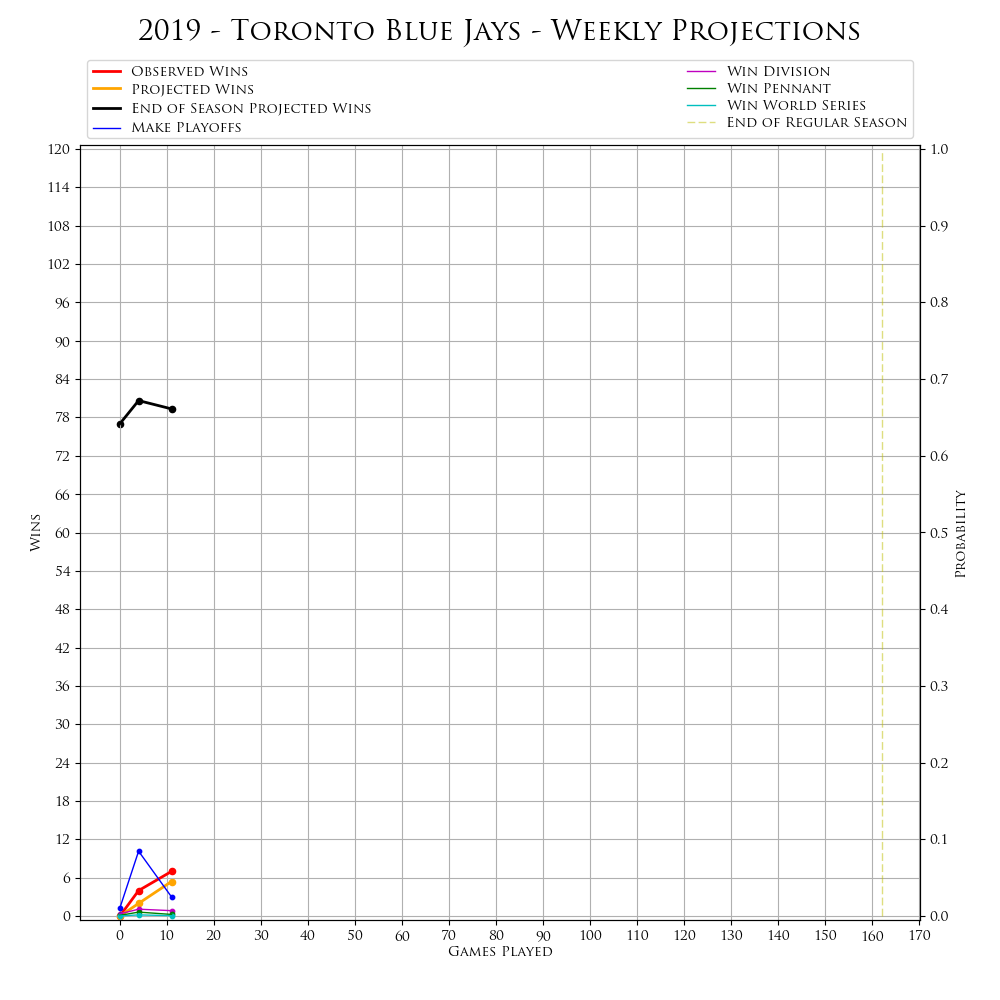 2019 - Toronto Blue Jays - Weekly Projections
Observed Wins
Projected Wins
End of Season Projected Wins
Make Playoffs
Win Division
Win Pennant
Win World Series
End of Regular Season
120
114
108
102
96
90
84
78
72
66
60
54
48
42
36
30
24
18
12
6
0
Wins
1.0
0.9
0.8
0.7
0.6
0.5
0.4
0.3
0.2
0.1
0.0
Probability
0 10 20 30 40 50 60 70 80 90 100 110 120 130 140 150 160 170
Games Played